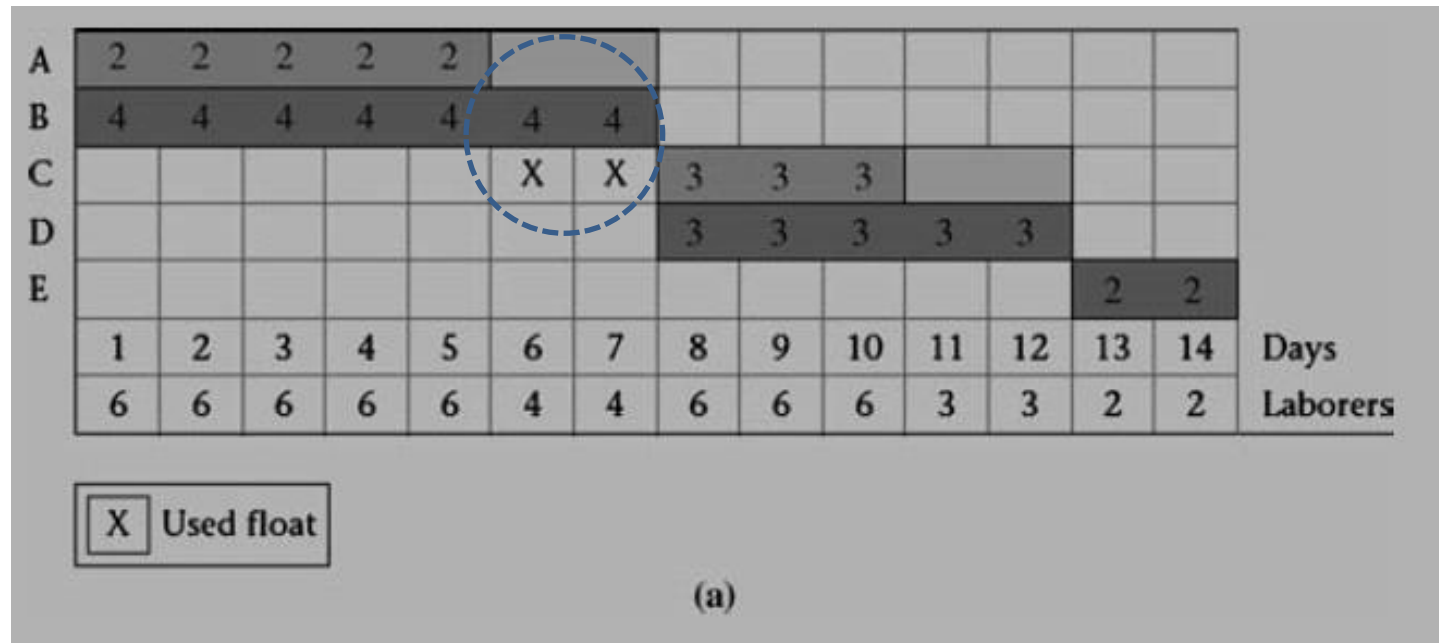 A 2 2 2 2 2
B 4 4 4 4 4 4 4
C X X 3 3 3
D 3 3 3 3 3
E 2 2
1 2 3 4 5 6 7 8 9 10 11 12 13 14 Days
6 6 6 6 6 4 4 6 6 6 3 3 2 2 Laborers
X Used float
(a)